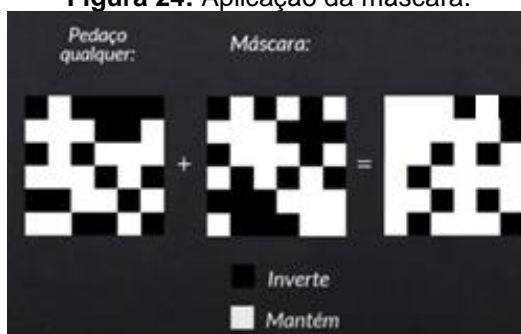 Figura 24: Aplicação da máscara.
Pedaço
qualquer:
Máscara:
+
=
Inverte
Mantém